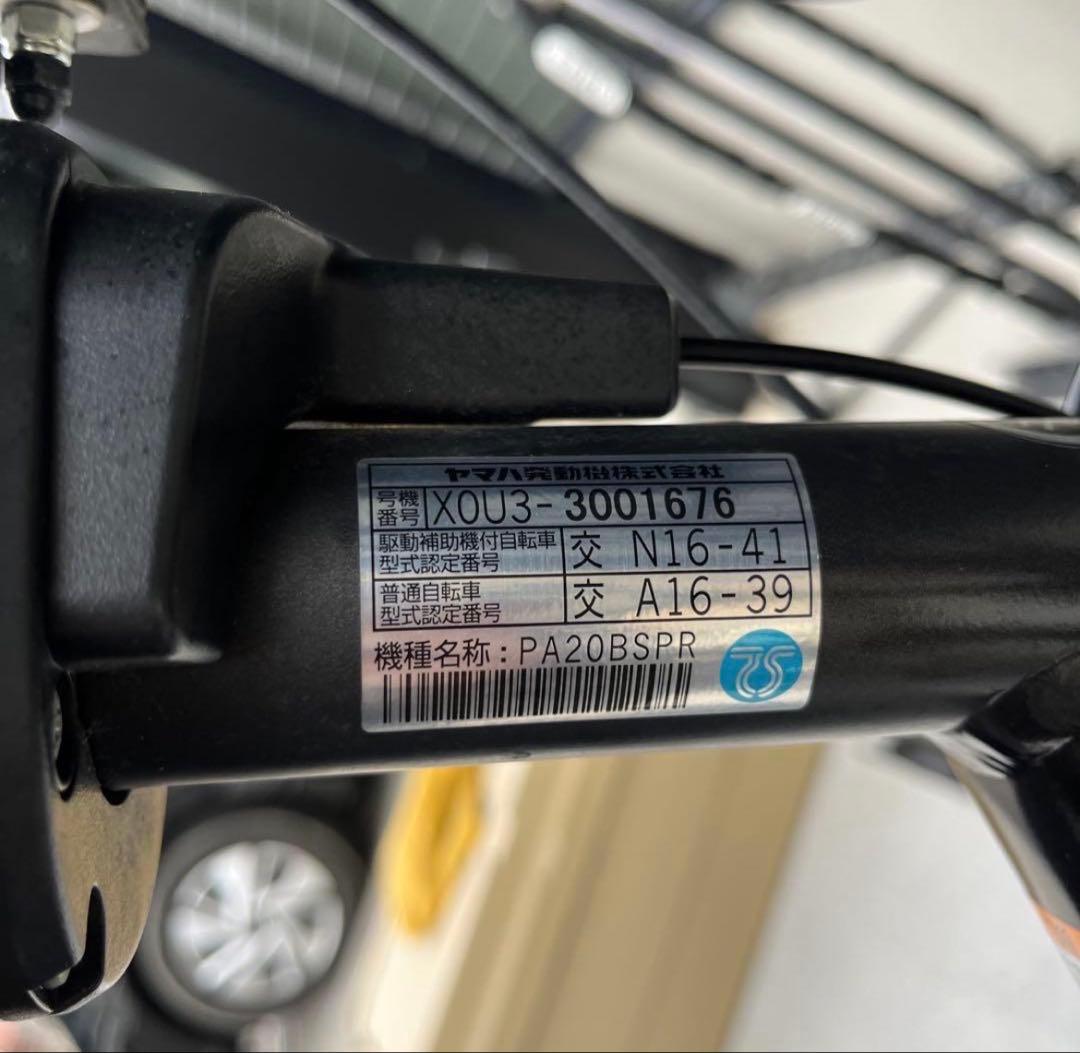 ヤマハ発動機株式会社
号機番号 X0U3-3001676
駆動補助機付自転車
型式認定番号 交 N16-41
普通自転車
型式認定番号 交 A16-39
機種名称:PA20BSPR
TS